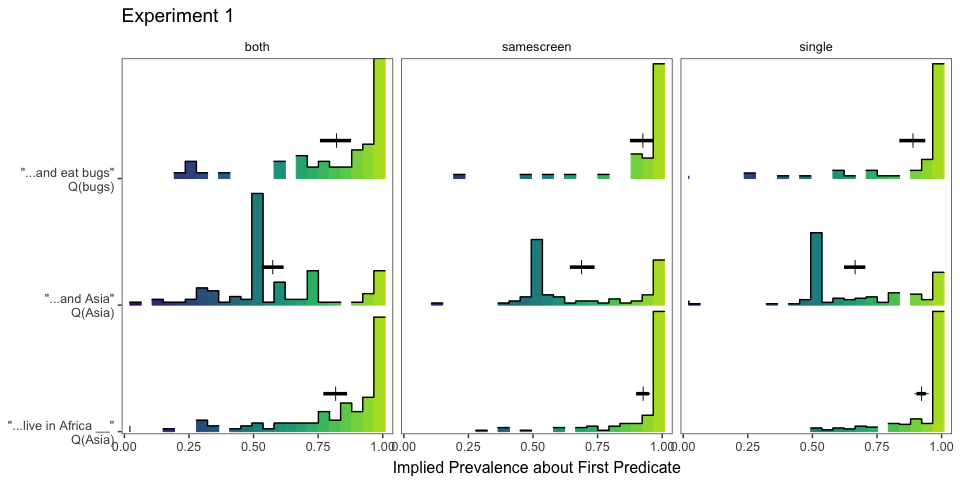 Experiment 1
both
samescreen
single
"...and eat bugs"
Q(bugs)
"...and Asia"
Q(Asia)
"...live in Africa __"
Q(Asia)
0.00 0.25 0.50 0.75 1.00
0.00 0.25 0.50 0.75 1.00
0.00 0.25 0.50 0.75 1.00
Implied Prevalence about First Predicate